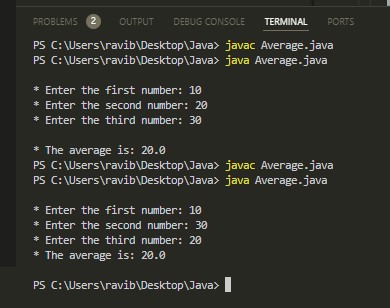 PROBLEMS 2 OUTPUT DEBUG CONSOLE TERMINAL PORTS
PS C:\Users\ravib\Desktop\Java> javac Average.java
PS C:\Users\ravib\Desktop\Java> java Average.java
* Enter the first number: 10
* Enter the second number: 20
* Enter the third number: 30
* The average is: 20.0
PS C:\Users\ravib\Desktop\Java> javac Average.java
PS C:\Users\ravib\Desktop\Java> java Average.java
* Enter the first number: 10
* Enter the second number: 30
* Enter the third number: 20
* The average is: 20.0
PS C:\Users\ravib\Desktop\Java>